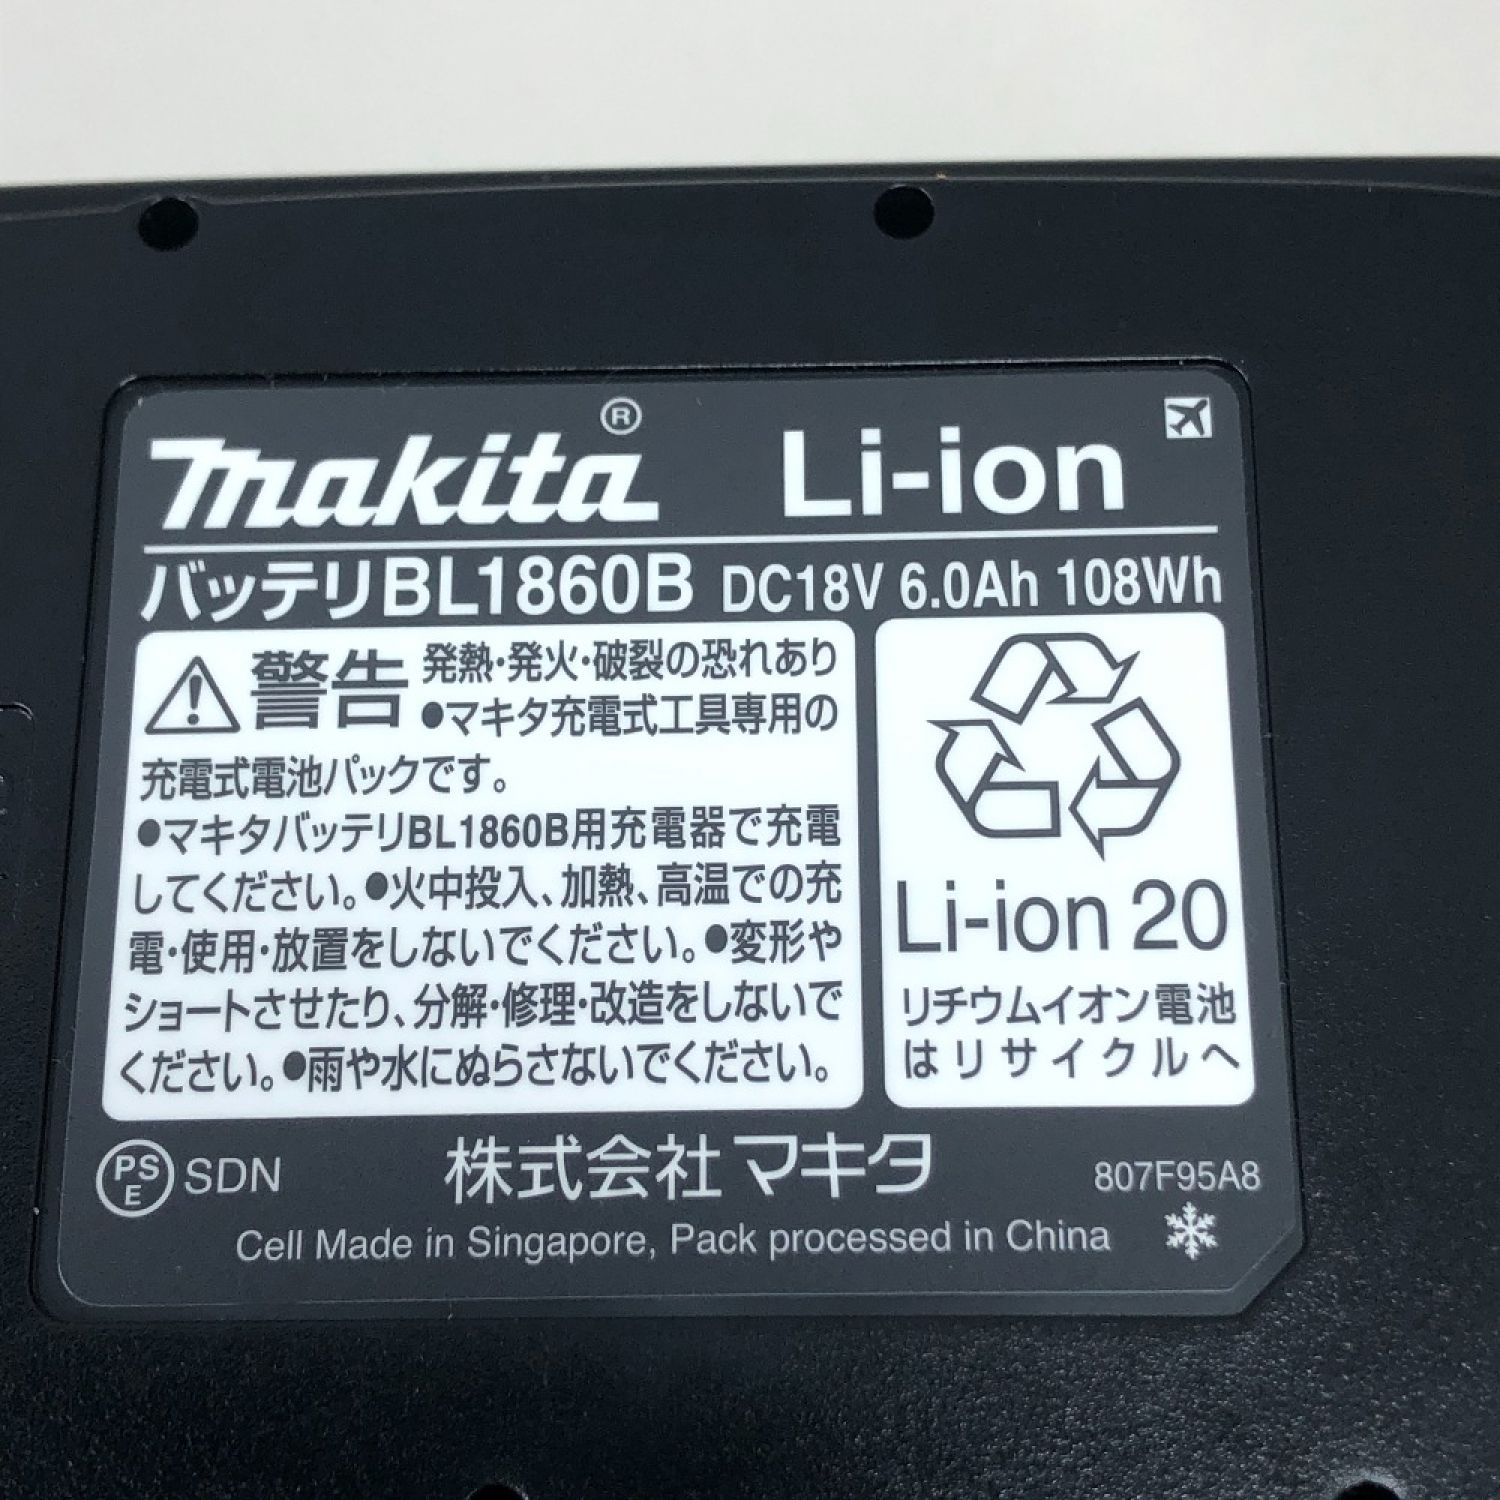 makita® Li-ion
バッテリBL1860B DC18V 6.0Ah 108Wh
警告 発熱・発火・破裂の恐れあり
●マキタ充電式工具専用の
充電式電池パックです。
●マキタバッテリBL1860B用充電器で充電
してください。●火中投入、加熱、高温での充
電・使用・放置をしないでください。●変形や
ショートさせたり、分解・修理・改造をしないで
ください。●雨や水にぬらさないでください。
Li-ion 20
リチウムイオン電池
はリサイクルへ
PSE SDN 株式会社マキタ 807F95A8
Cell Made in Singapore, Pack processed in China